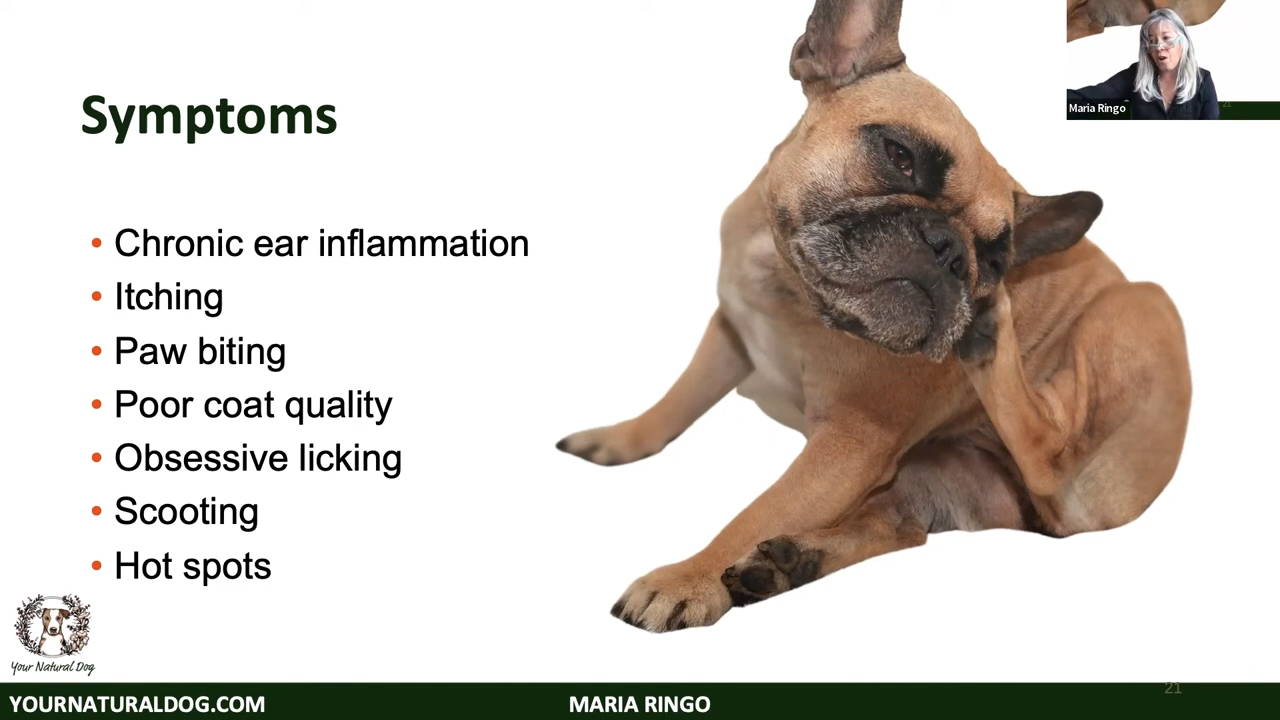 Symptoms
Maria Ringo
21
• Chronic ear inflammation
• Itching
• Paw biting
• Poor coat quality
• Obsessive licking
• Scooting
• Hot spots
Your Natural Dog
YOURNATURALDOG.COM
MARIA RINGO
21